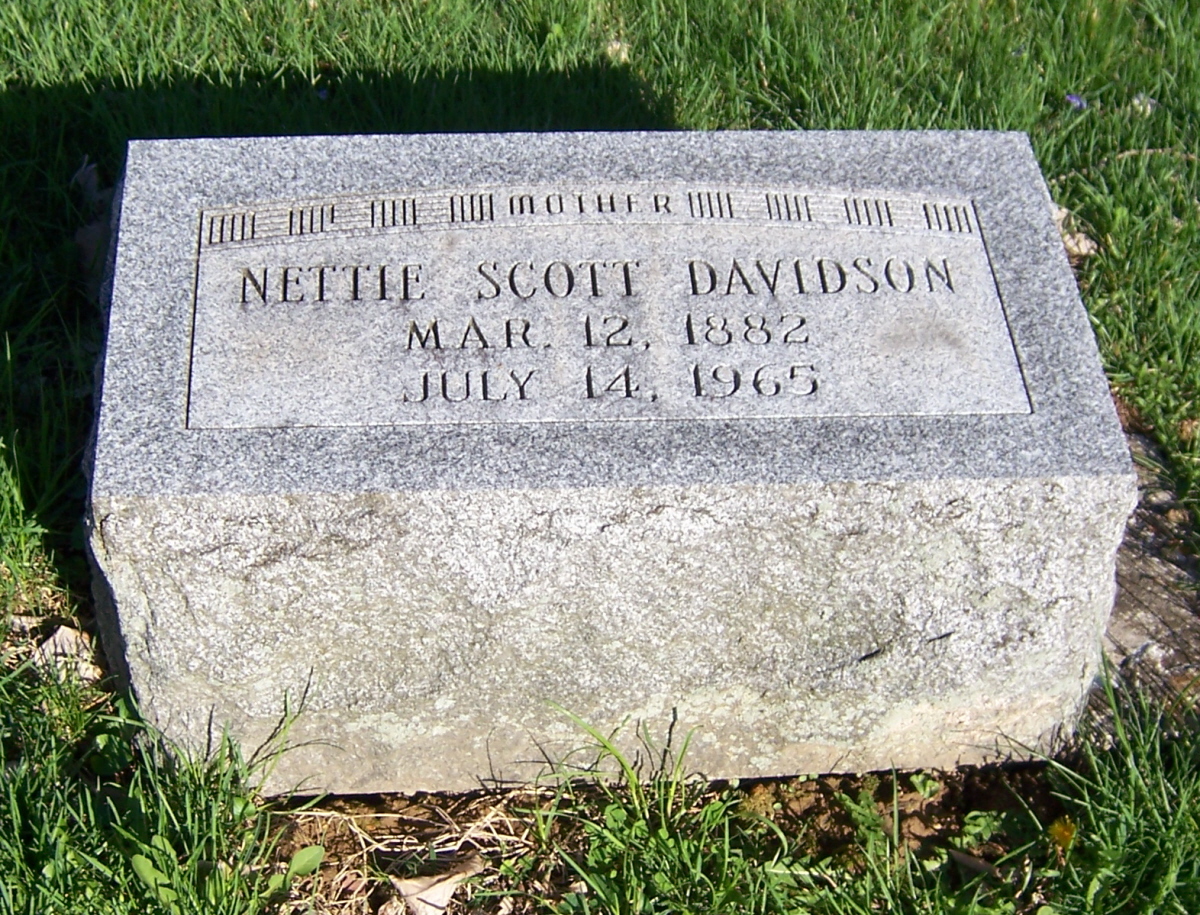 MOTHER
NETTIE SCOTT DAVIDSON
MAR. 12, 1882
JULY 14, 1965